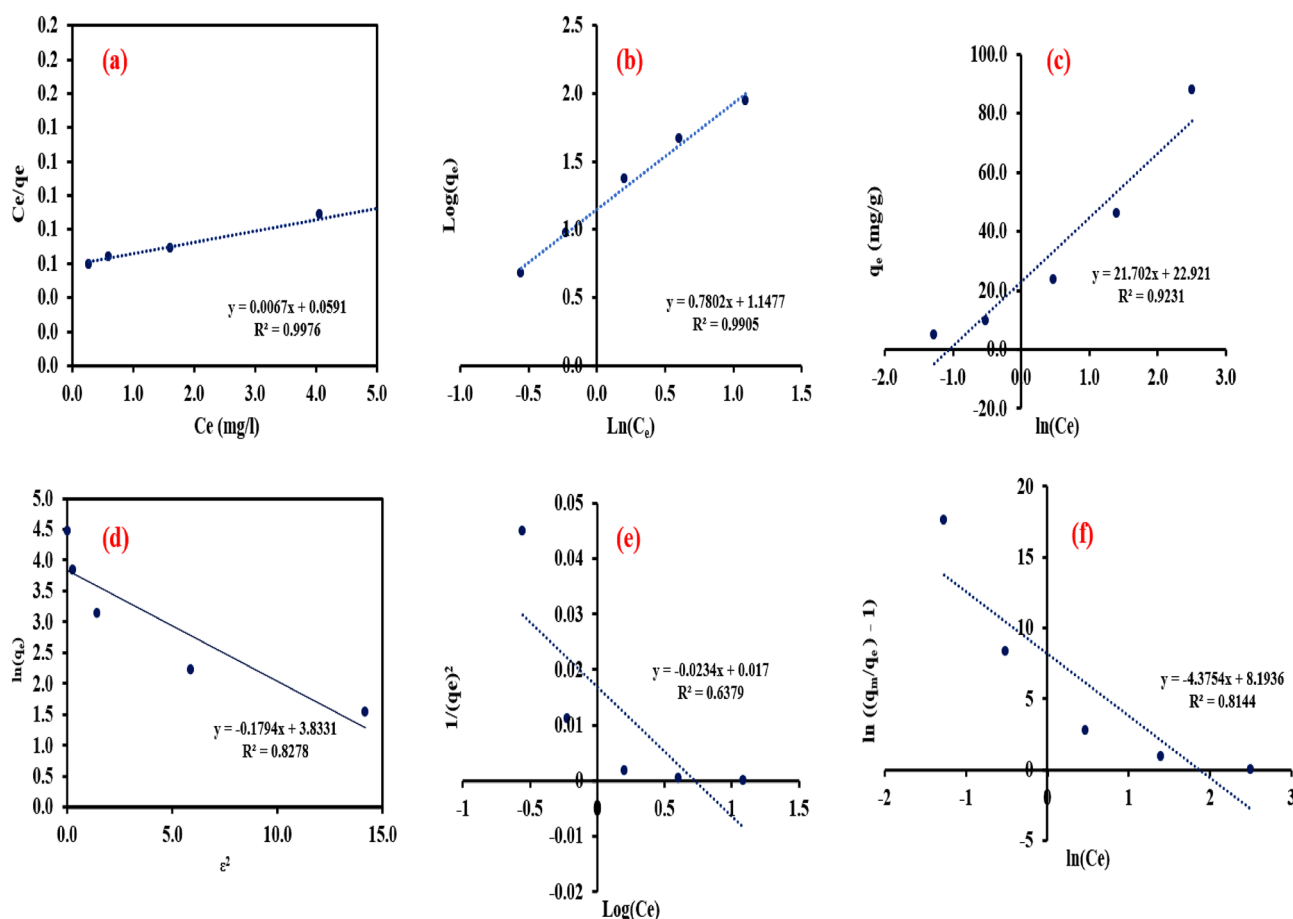 (a)
Ce/qe
0.2
0.2
0.2
0.1
0.1
0.1
0.1
0.1
0.0
0.0
0.0
y = 0.0067x + 0.0591
R² = 0.9976
0.0 1.0 2.0 3.0 4.0 5.0
Ce (mg/l)
(b)
Log(qₑ)
2.5
2.0
1.5
1.0
0.5
0.0
y = 0.7802x + 1.1477
R² = 0.9905
-1.0 -0.5 0.0 0.5 1.0 1.5
Ln(Cₑ)
(c)
qₑ (mg/g)
100.0
80.0
60.0
40.0
20.0
0.0
-20.0
y = 21.702x + 22.921
R² = 0.9231
-2.0 -1.0 0.0 1.0 2.0 3.0
ln(Ce)
(d)
ln(qₑ)
5.0
4.5
4.0
3.5
3.0
2.5
2.0
1.5
1.0
0.5
0.0
y = -0.1794x + 3.8331
R² = 0.8278
0.0 5.0 10.0 15.0
ε²
(e)
1/(qe)²
0.05
0.04
0.03
0.02
0.01
0
-0.01
-0.02
y = -0.0234x + 0.017
R² = 0.6379
-1 -0.5 0 0.5 1 1.5
Log(Ce)
(f)
ln ((qₘ/qₑ) - 1)
20
15
10
5
0
-5
y = -4.3754x + 8.1936
R² = 0.8144
-2 -1 0 1 2 3
ln(Ce)